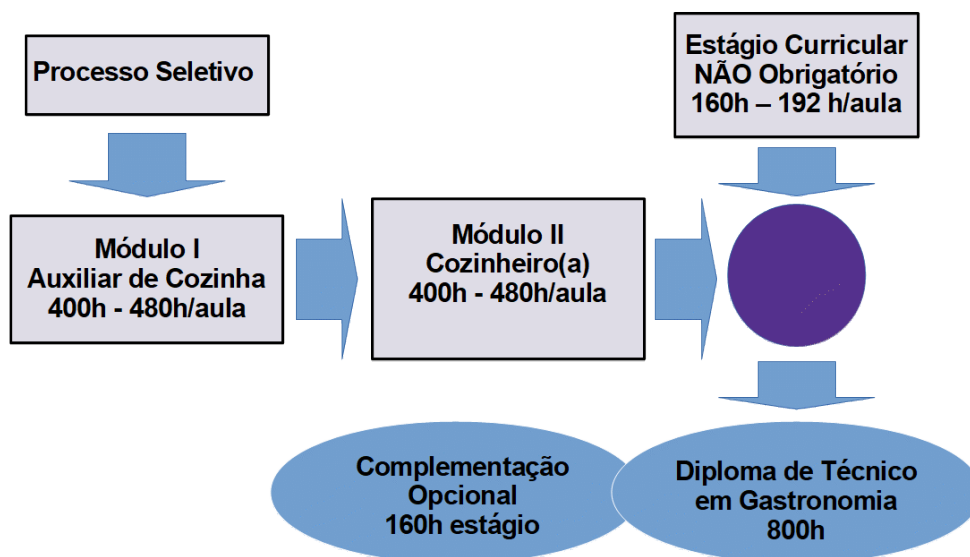 Processo Seletivo
Estágio Curricular
NÃO Obrigatório
160h – 192 h/aula
Módulo I
Auxiliar de Cozinha
400h - 480h/aula
Módulo II
Cozinheiro(a)
400h - 480h/aula
Complementação
Opcional
160h estágio
Diploma de Técnico
em Gastronomia
800h